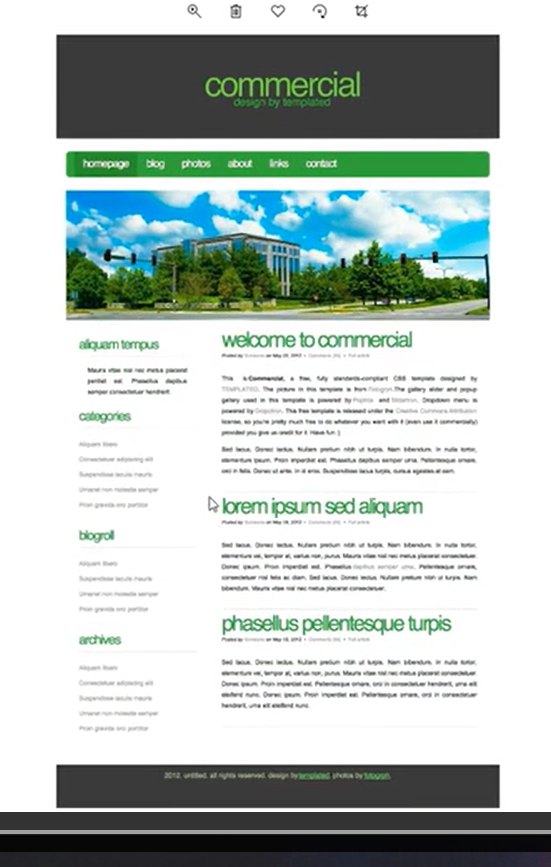 commercial
design by templated
homepage blog photos about links contact
aliquam tempus
Mauris vitae nisl nec metus placerat
perdiet est. Phasellus dapibus
semper consectetuer hendrerit.
categories
Aliquam libero
Consectetuer adipiscing elit
Suspendisse iaculis mauris
Urnanet non molestie semper
Proin gravida orci porttitor
blogroll
Aliquam libero
Suspendisse iaculis mauris
Urnanet non molestie semper
Proin gravida orci porttitor
archives
Aliquam libero
Consectetuer adipiscing elit
Suspendisse iaculis mauris
Urnanet non molestie semper
Proin gravida orci porttitor
welcome to commercial
Posted by Someone on May 20, 2012 • Comments • Full article
This is Commercial, a free, fully standards-compliant CSS template designed by
TEMPLATED. The picture in this template is from Fotogrph. The gallery slider and popup
gallery used in this template is powered by Poptrox and Slidertron. Dropdown menu is
powered by Dropotron. This free template is released under the Creative Commons Attribution
license, so you're pretty much free to do whatever you want with it (even use it commercially)
provided you give us credit for it. Have fun :)
Sed lacus. Donec lectus. Nullam pretium nibh ut turpis. Nam bibendum. In nulla tortor,
elementum ipsum. Proin imperdiet est. Phasellus dapibus semper urna. Pellentesque ornare,
orci in felis. Donec ut ante. In id eros. Suspendisse lacus turpis, cursus egestas at sem.
lorem ipsum sed aliquam
Posted by Someone on May 18, 2012 • Comments • Full article
Sed lacus. Donec lectus. Nullam pretium nibh ut turpis. Nam bibendum. In nulla tortor,
elementum vel, tempor at, varius non, purus. Mauris vitae nisl nec metus placerat consectetuer.
Donec ipsum. Proin imperdiet est. Phasellus dapibus semper urna. Pellentesque ornare,
consectetuer nisl felis ac diam. Sed lacus. Donec lectus. Nullam pretium nibh ut turpis. Nam
bibendum. Mauris vitae nisl nec metus placerat consectetuer.
phasellus pellentesque turpis
Posted by Someone on May 10, 2012 • Comments • Full article
Sed lacus. Donec lectus. Nullam pretium nibh ut turpis. Nam bibendum. In nulla tortor,
elementum vel, tempor at, varius non, purus. Mauris vitae nisl nec metus placerat consectetuer.
Donec ipsum. Proin imperdiet est. Pellentesque ornare, orci in consectetuer hendrerit, urna elit
eleifend nunc. Donec ipsum. Proin imperdiet est. Pellentesque ornare, orci in consectetuer
hendrerit, urna elit eleifend nunc.
2012. untitled. all rights reserved. design by templated. photos by fotogrph.